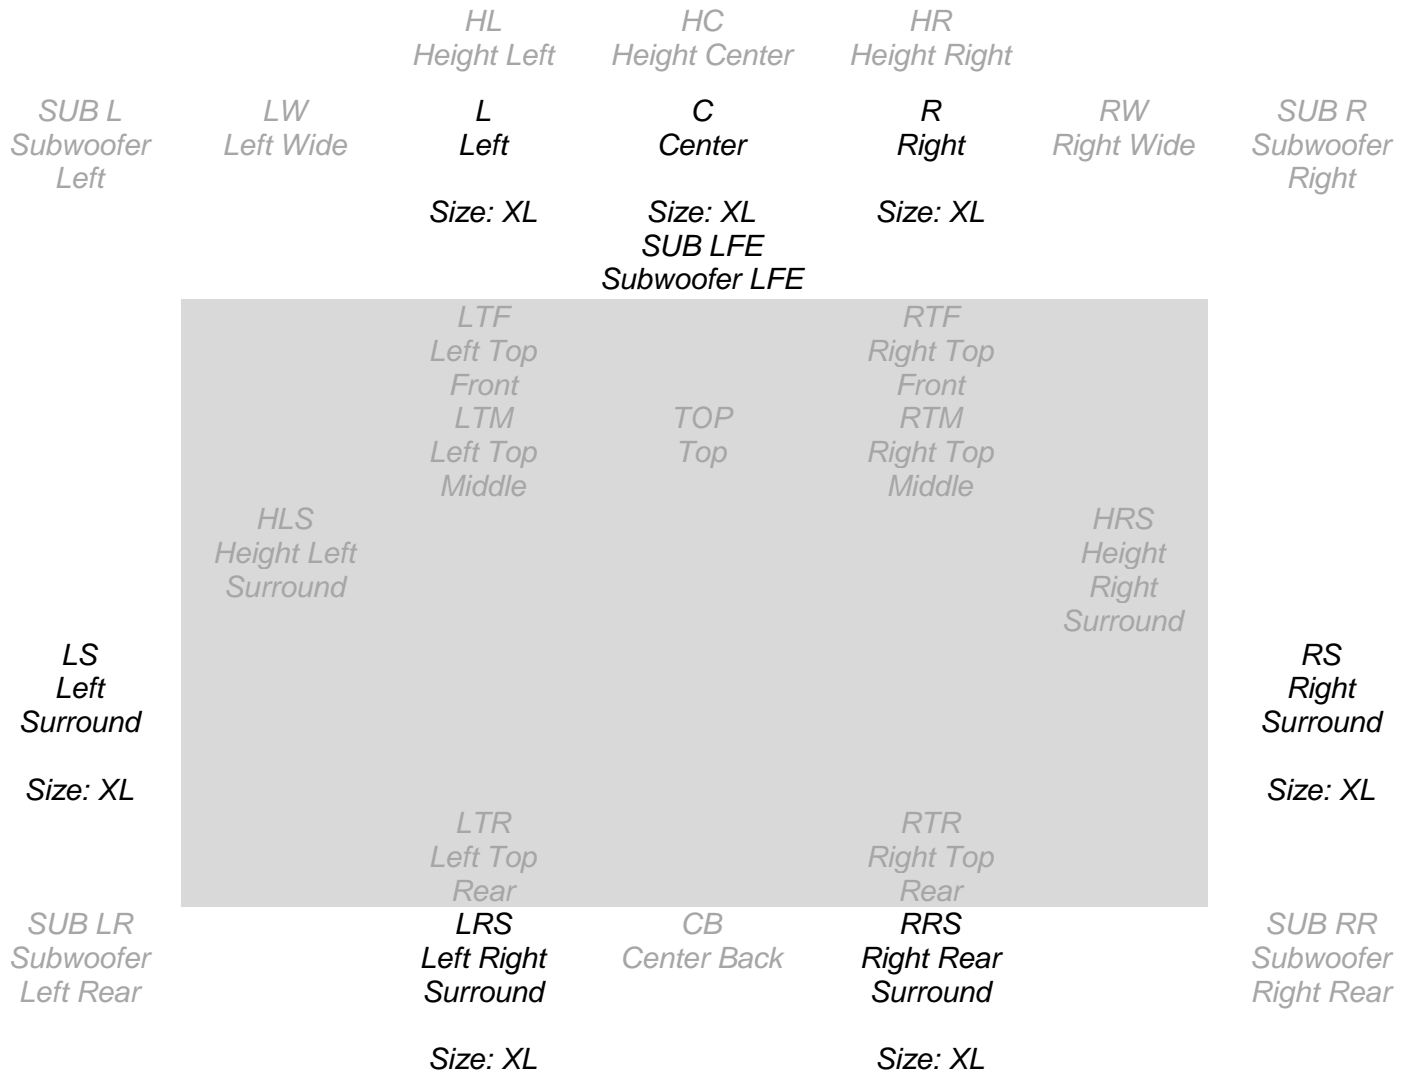 HL HC HR
Height Left Height Center Height Right
SUB L LW L C R RW SUB R
Subwoofer Left Wide Left Center Right Right Wide Subwoofer
Left Right
Size: XL Size: XL Size: XL
SUB LFE
Subwoofer LFE
LTF RTF
Left Top Right Top
Front Front
LTM TOP RTM
Left Top Top Right Top
Middle Middle
HLS HRS
Height Left Height
Surround Right
Surround
LS RS
Left Right
Surround Surround
Size: XL Size: XL
LTR RTR
Left Top Right Top
Rear Rear
SUB LR LRS CB RRS SUB RR
Subwoofer Left Right Center Back Right Rear Subwoofer
Left Rear Surround Surround Right Rear
Size: XL Size: XL